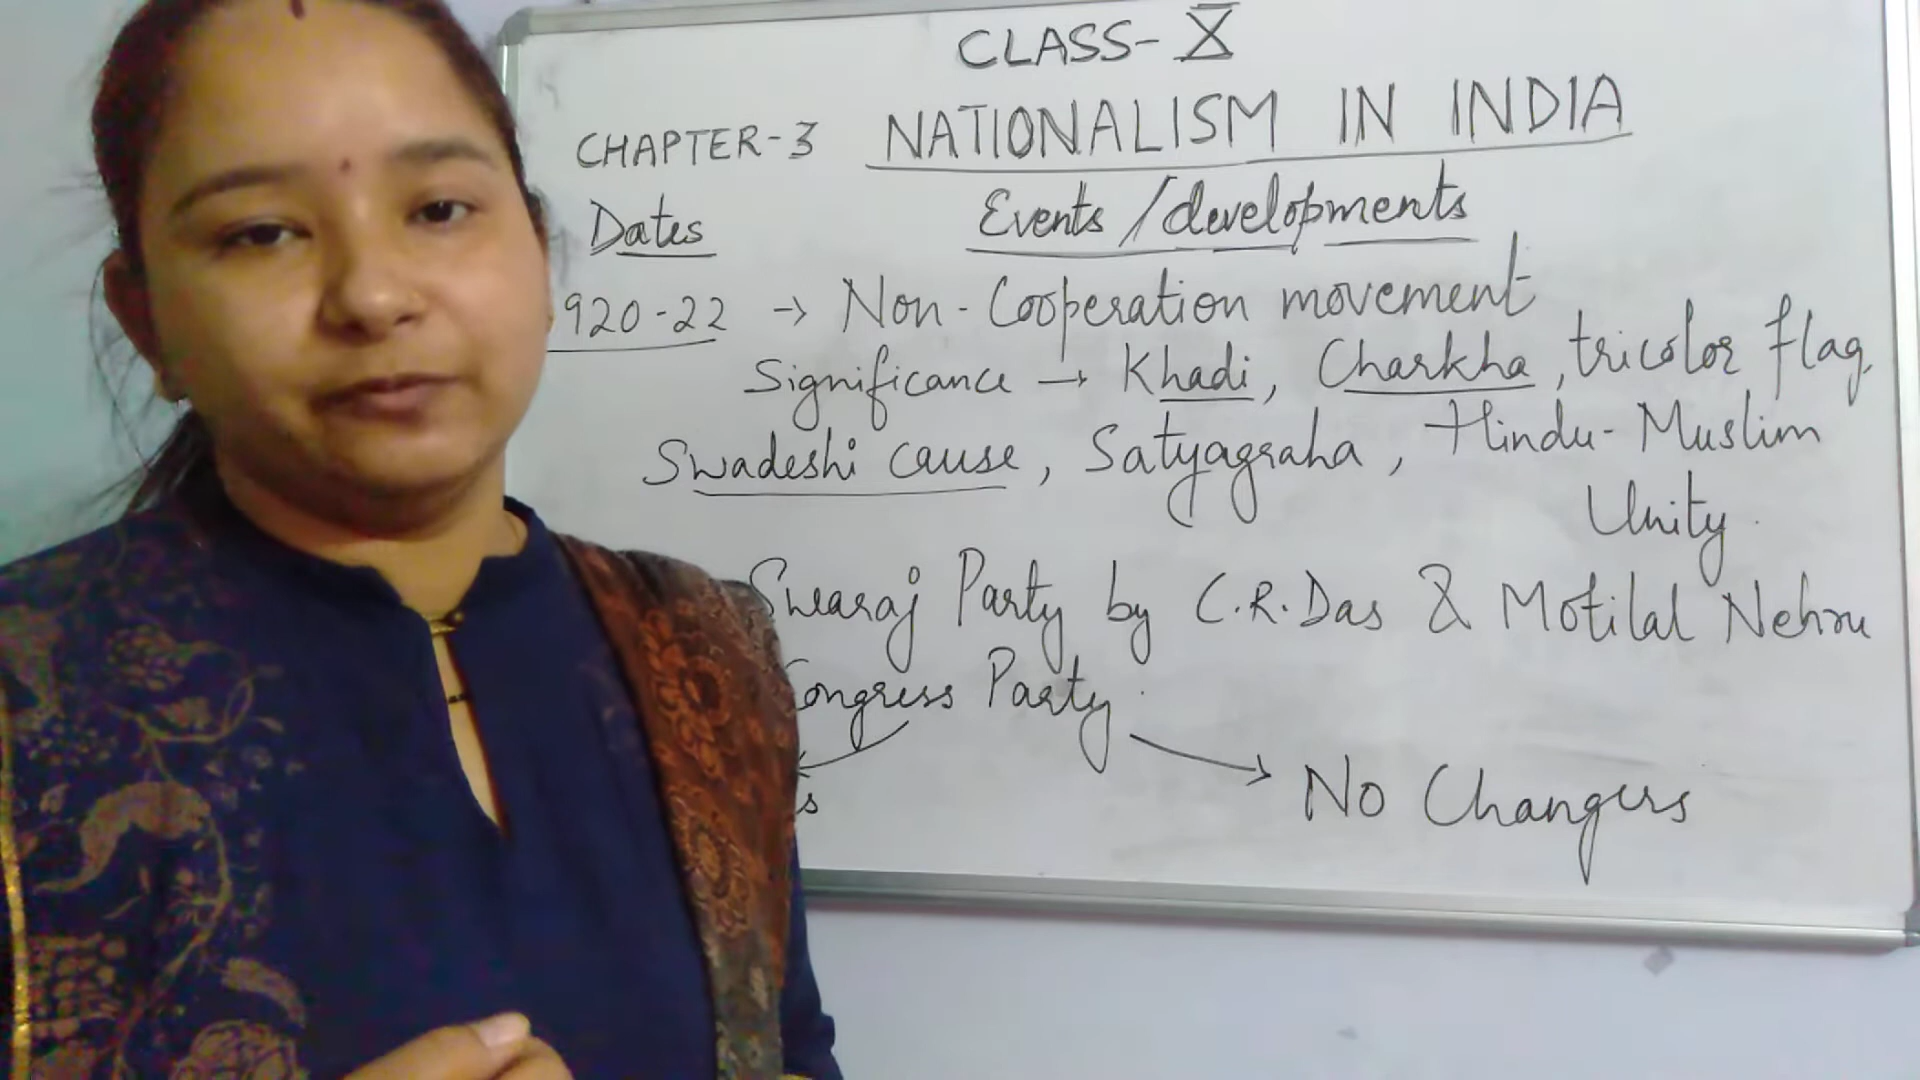 CLASS-X
CHAPTER-3 NATIONALISM IN INDIA
Dates Events/developments
920-22 → Non-Cooperation movement
Significance → Khadi, Charkha, tricolor flag,
Swadeshi cause, Satyagraha, Hindu-Muslim
Unity.
Swaraj Party by C.R.Das & Motilal Nehru
Congress Party
s No Changers